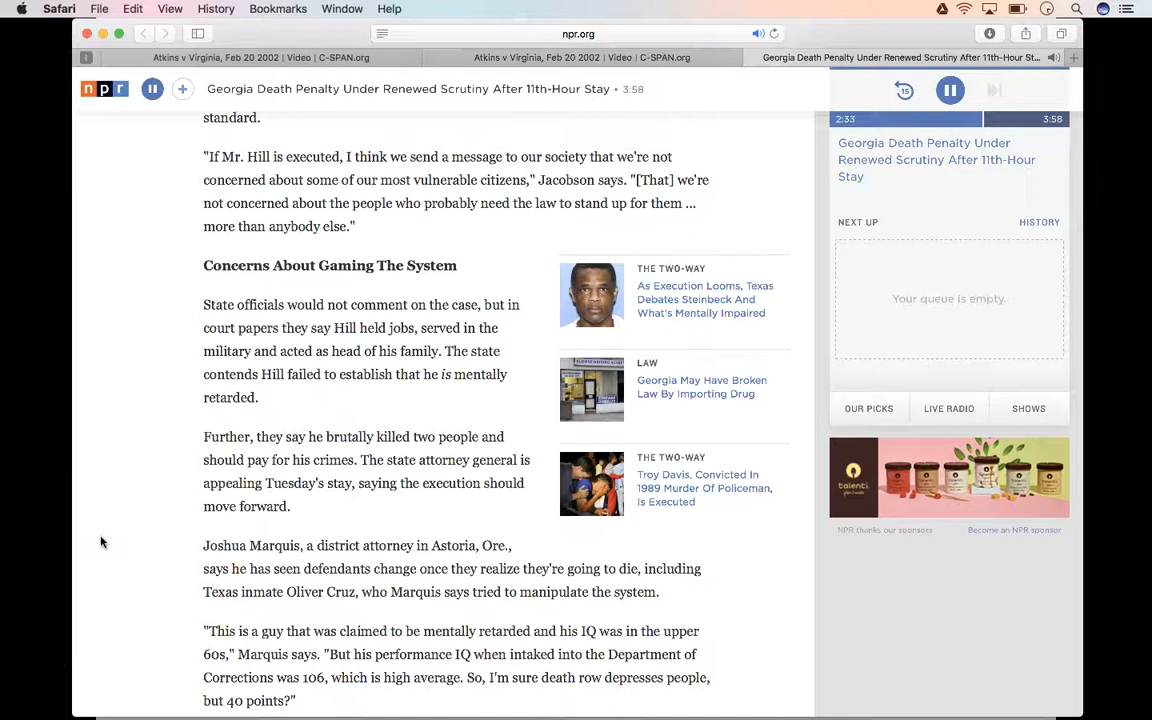 Safari File Edit View History Bookmarks Window Help
npr.org
Atkins v Virginia, Feb 20 2002 | Video | C-SPAN.org
Atkins v Virginia, Feb 20 2002 | Video | C-SPAN.org
Georgia Death Penalty Under Renewed Scrutiny After 11th-Hour St...
npr
Georgia Death Penalty Under Renewed Scrutiny After 11th-Hour Stay • 3:58
standard.
"If Mr. Hill is executed, I think we send a message to our society that we're not
concerned about some of our most vulnerable citizens," Jacobson says. "[That] we're
not concerned about the people who probably need the law to stand up for them ...
more than anybody else."
Concerns About Gaming The System
State officials would not comment on the case, but in
court papers they say Hill held jobs, served in the
military and acted as head of his family. The state
contends Hill failed to establish that he is mentally
retarded.
Further, they say he brutally killed two people and
should pay for his crimes. The state attorney general is
appealing Tuesday's stay, saying the execution should
move forward.
Joshua Marquis, a district attorney in Astoria, Ore.,
says he has seen defendants change once they realize they're going to die, including
Texas inmate Oliver Cruz, who Marquis says tried to manipulate the system.
"This is a guy that was claimed to be mentally retarded and his IQ was in the upper
60s," Marquis says. "But his performance IQ when intaked into the Department of
Corrections was 106, which is high average. So, I'm sure death row depresses people,
but 40 points?"
THE TWO-WAY
As Execution Looms, Texas
Debates Steinbeck And
What's Mentally Impaired
LAW
Georgia May Have Broken
Law By Importing Drug
THE TWO-WAY
Troy Davis, Convicted In
1989 Murder Of Policeman,
Is Executed
15
2:33 3:58
Georgia Death Penalty Under
Renewed Scrutiny After 11th-Hour
Stay
NEXT UP HISTORY
Your queue is empty.
OUR PICKS LIVE RADIO SHOWS
talenti
NPR thanks our sponsors Become an NPR sponsor